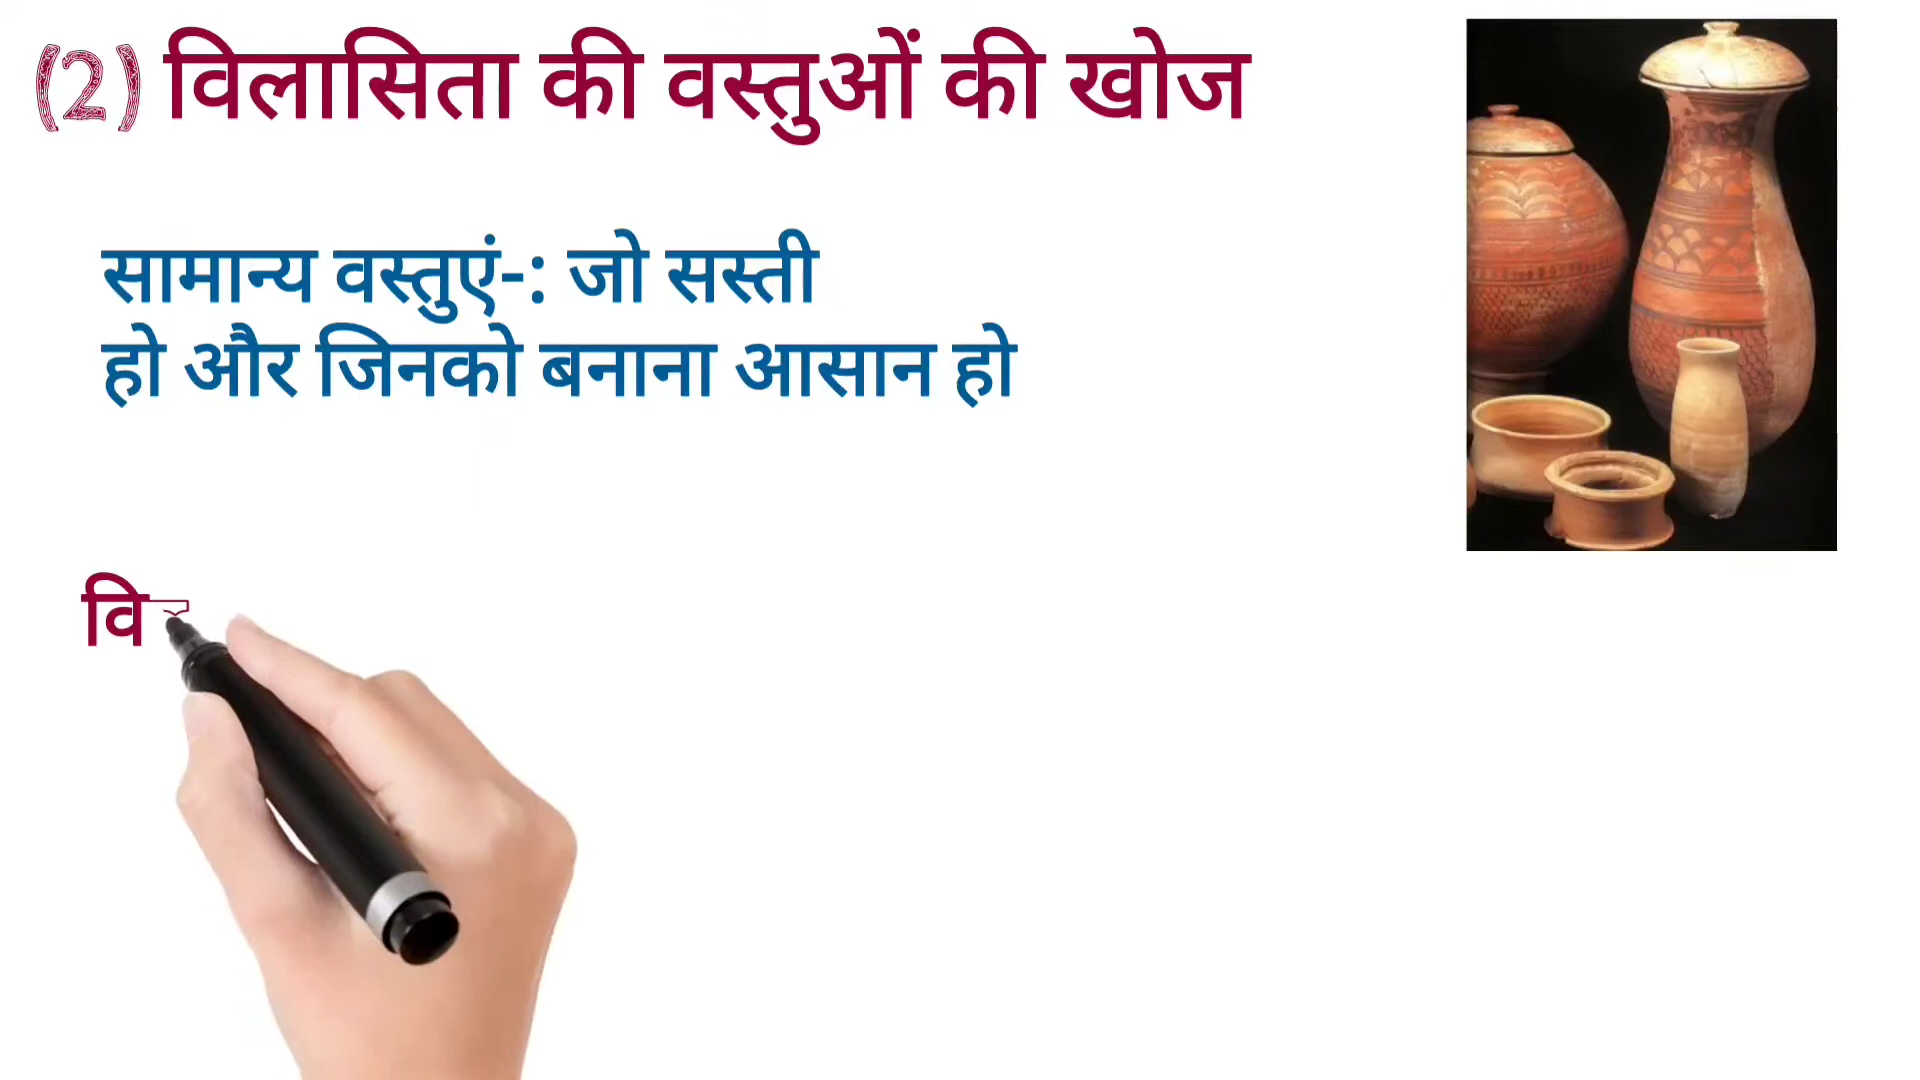 (2) विलासिता की वस्तुओं की खोज
सामान्य वस्तुएं-: जो सस्ती
हो और जिनको बनाना आसान हो
वि